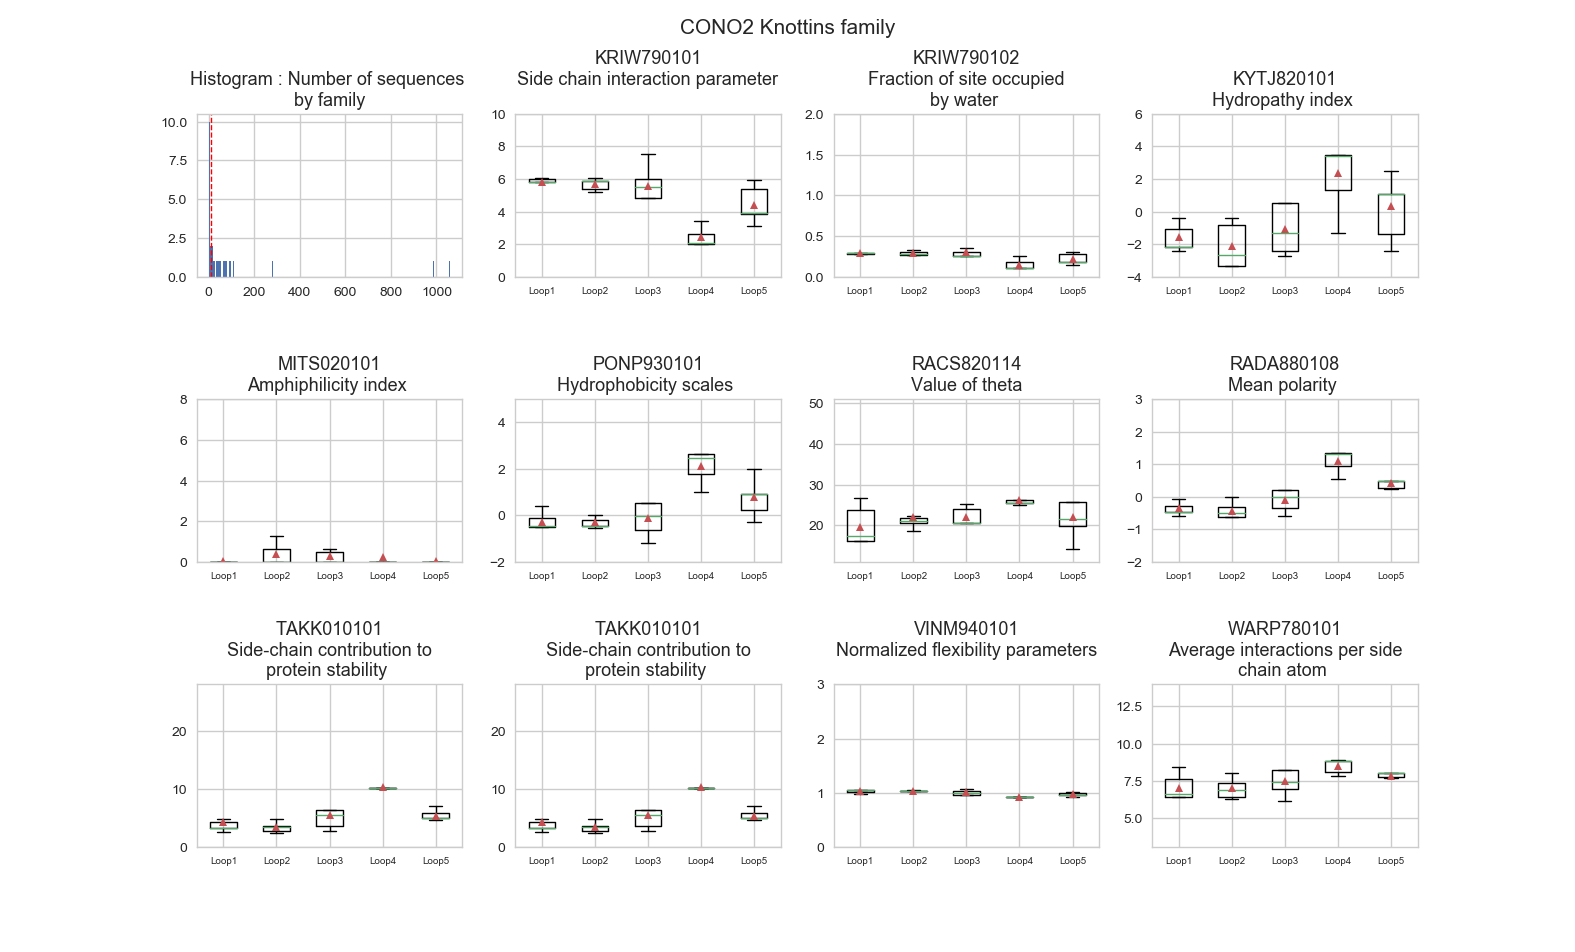 CONO2 Knottins family
Histogram : Number of sequences
by family
10.0
7.5
5.0
2.5
0.0
0 200 400 600 800 1000
KRIW790101
Side chain interaction parameter
10
8
6
4
2
0
Loop1 Loop2 Loop3 Loop4 Loop5
KRIW790102
Fraction of site occupied
by water
2.0
1.5
1.0
0.5
0.0
Loop1 Loop2 Loop3 Loop4 Loop5
KYTJ820101
Hydropathy index
6
4
2
0
−2
−4
Loop1 Loop2 Loop3 Loop4 Loop5
MITS020101
Amphiphilicity index
8
6
4
2
0
Loop1 Loop2 Loop3 Loop4 Loop5
PONP930101
Hydrophobicity scales
4
2
0
−2
Loop1 Loop2 Loop3 Loop4 Loop5
RACS820114
Value of theta
50
40
30
20
Loop1 Loop2 Loop3 Loop4 Loop5
RADA880108
Mean polarity
3
2
1
0
−1
−2
Loop1 Loop2 Loop3 Loop4 Loop5
TAKK010101
Side-chain contribution to
protein stability
20
10
0
Loop1 Loop2 Loop3 Loop4 Loop5
TAKK010101
Side-chain contribution to
protein stability
20
10
0
Loop1 Loop2 Loop3 Loop4 Loop5
VINM940101
Normalized flexibility parameters
3
2
1
0
Loop1 Loop2 Loop3 Loop4 Loop5
WARP780101
Average interactions per side
chain atom
12.5
10.0
7.5
5.0
Loop1 Loop2 Loop3 Loop4 Loop5